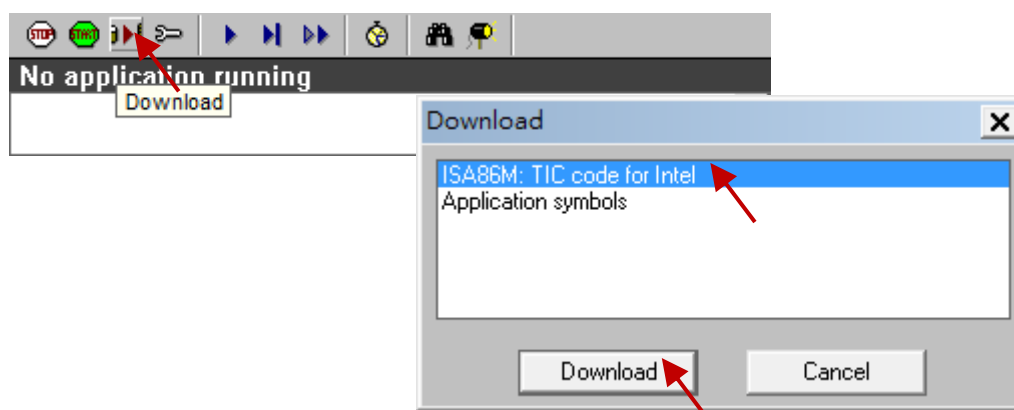 STOP START
No application running
Download
Download
ISA86M: TIC code for Intel
Application symbols
Download Cancel